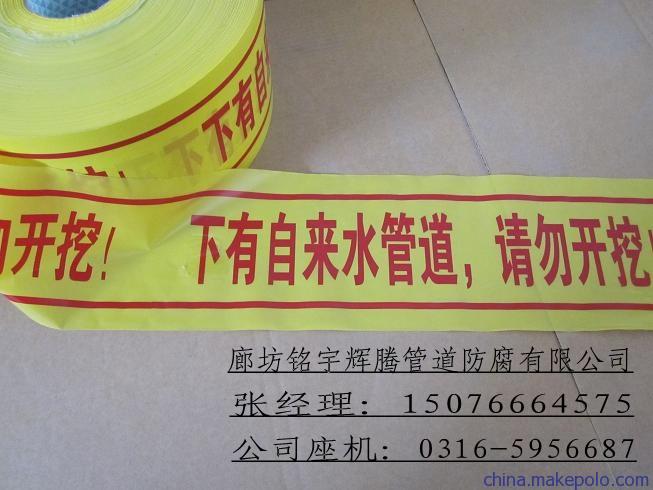 下有自
挖!
勿开挖! 下有自来水管道,请勿开挖!
廊坊铭宇辉腾管道防腐有限公司
张经理: 15076664575
公司座机: 0316-5956687
china.makepolo.com